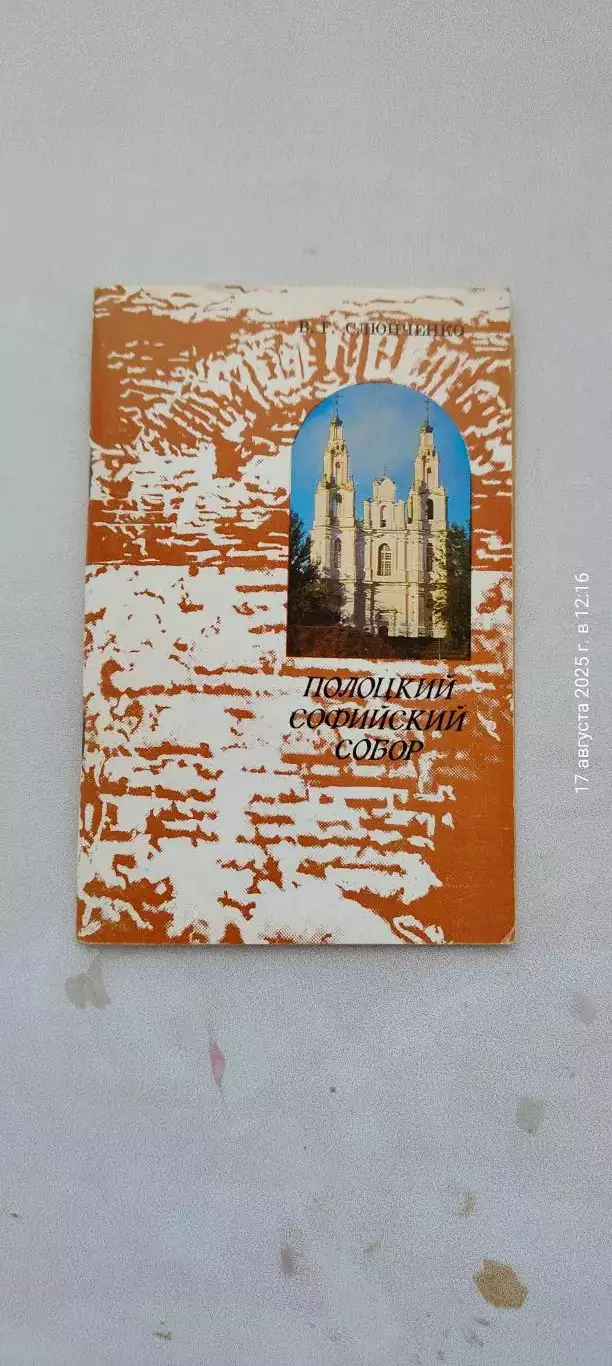 В. Г. СЛЮНЧЕНКО
ПОЛОЦКИЙ
СОФИЙСКИЙ
СОБОР
17 августа 2025 г. в 12:16